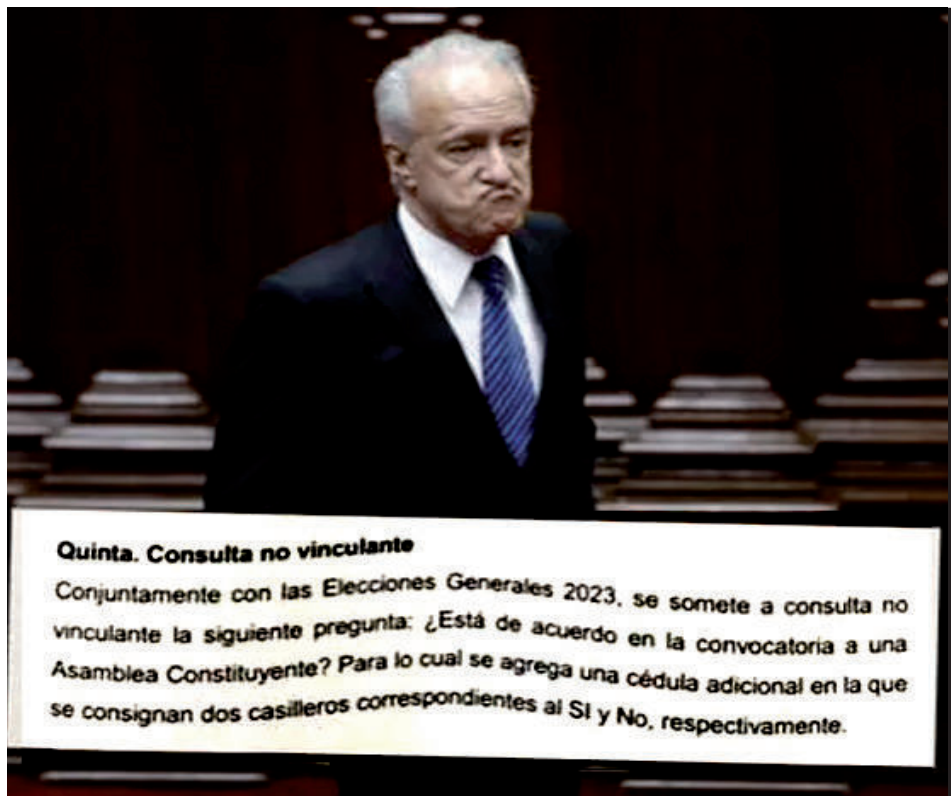 Quinta. Consulta no vinculante
Conjuntamente con las Elecciones Generales 2023, se somete a consulta no
vinculante la siguiente pregunta: ¿Está de acuerdo en la convocatoria a una
Asamblea Constituyente? Para lo cual se agrega una cédula adicional en la que
se consignan dos casilleros correspondientes al SI y No, respectivamente.